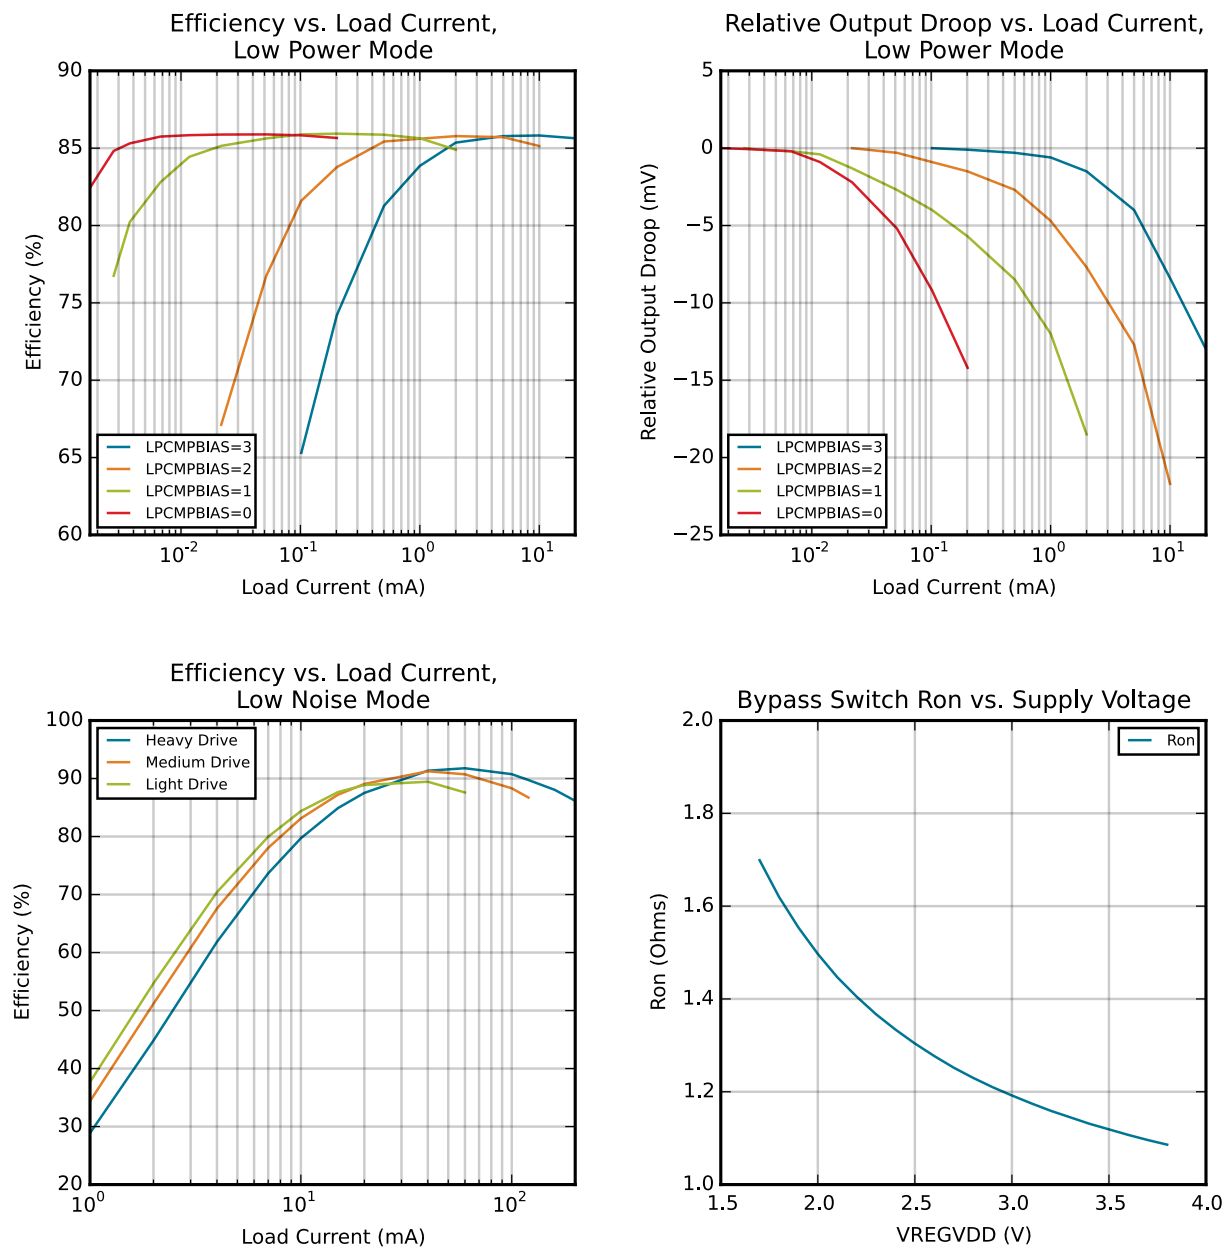 Efficiency vs. Load Current,
Low Power Mode
90
85
80
75
70
65
60
Efficiency (%)
LPCMPBIAS=3
LPCMPBIAS=2
LPCMPBIAS=1
LPCMPBIAS=0
10⁻² 10⁻¹ 10⁰ 10¹
Load Current (mA)
Relative Output Droop vs. Load Current,
Low Power Mode
5
0
−5
−10
−15
−20
−25
Relative Output Droop (mV)
LPCMPBIAS=3
LPCMPBIAS=2
LPCMPBIAS=1
LPCMPBIAS=0
10⁻² 10⁻¹ 10⁰ 10¹
Load Current (mA)
Efficiency vs. Load Current,
Low Noise Mode
100
90
80
70
60
50
40
30
20
Efficiency (%)
Heavy Drive
Medium Drive
Light Drive
10⁰ 10¹ 10²
Load Current (mA)
Bypass Switch Ron vs. Supply Voltage
2.0
1.8
1.6
1.4
1.2
1.0
Ron (Ohms)
Ron
1.5 2.0 2.5 3.0 3.5 4.0
VREGVDD (V)